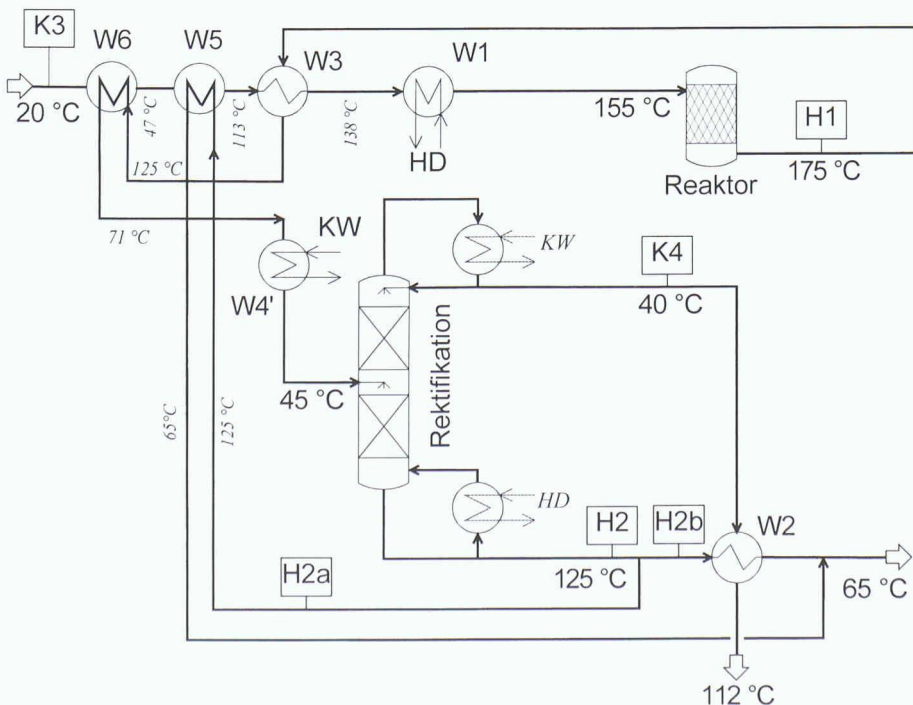 K3
W6
W5
W3
W1
20 °C
47 °C
113 °C
138 °C
155 °C
H1
HD
125 °C
Reaktor
175 °C
71 °C
KW
KW
K4
W4'
40 °C
45 °C
Rektifikation
65°C
125 °C
HD
H2
H2b
W2
H2a
125 °C
65 °C
112 °C